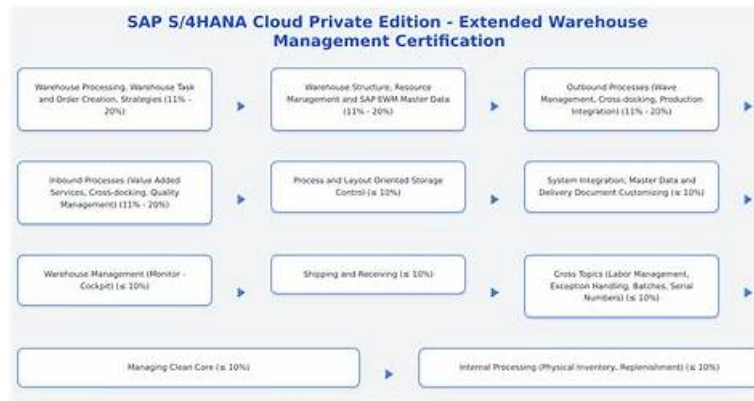 SAP S/4HANA Cloud Private Edition - Extended Warehouse
Management Certification
Warehouse Processing, Warehouse Task
and Order Creation, Strategies (11% -
20%)
Warehouse Structure, Resource
Management and SAP EWM Master Data
(11% - 20%)
Outbound Processes (Wave
Management, Cross-docking, Production
Integration) (11% - 20%)
Inbound Processes (Value Added
Services, Cross-docking, Quality
Management) (11% - 20%)
Process and Layout Oriented Storage
Control (≤ 10%)
System Integration, Master Data and
Delivery Document Customizing (≤ 10%)
Warehouse Management (Monitor -
Cockpit) (≤ 10%)
Shipping and Receiving (≤ 10%)
Cross Topics (Labor Management,
Exception Handling, Batches, Serial
Numbers) (≤ 10%)
Managing Clean Core (≤ 10%)
Internal Processing (Physical Inventory, Replenishment) (≤ 10%)